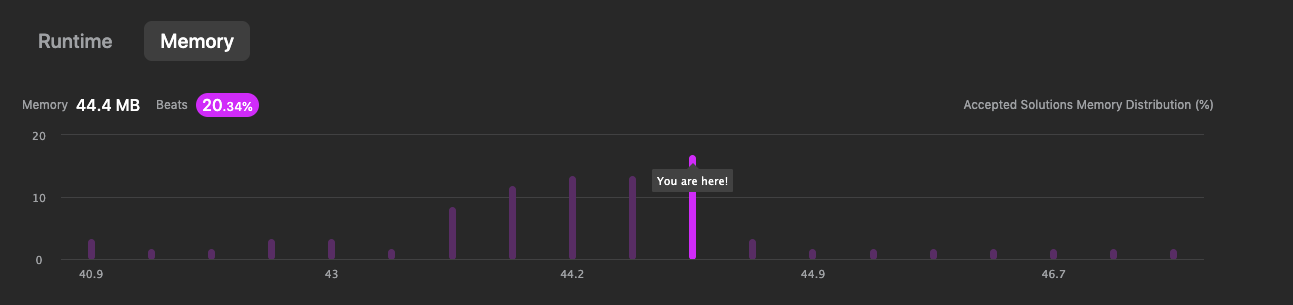 Runtime Memory
Memory 44.4 MB Beats 20.34% Accepted Solutions Memory Distribution (%)
20
You are here!
10
0
40.9 43 44.2 44.9 46.7